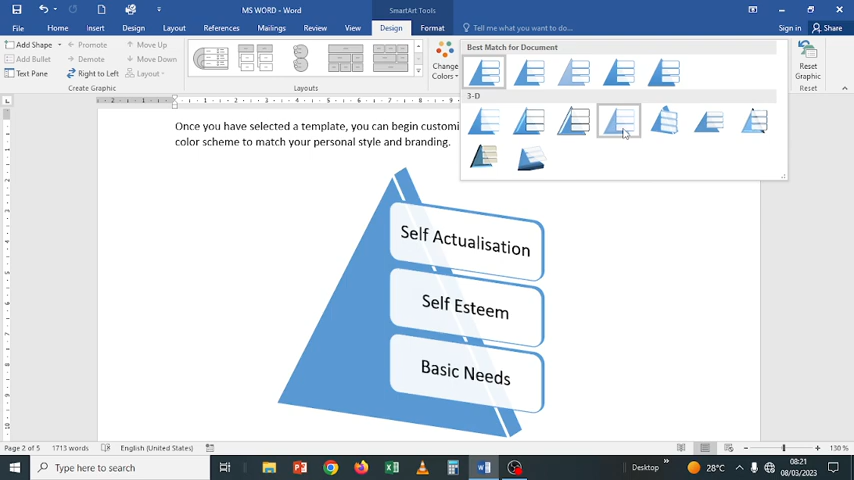 MS WORD - Word
SmartArt Tools
File Home Insert Design Layout References Mailings Review View Design Format Tell me what you want to do... Sign in Share
Add Shape Promote Move Up
Add Bullet Demote Move Down
Text Pane Right to Left Layout
Create Graphic
Layouts
Change Colors
Best Match for Document
3-D
Reset Graphic
Reset
Once you have selected a template, you can begin customi
color scheme to match your personal style and branding.
Self Actualisation
Self Esteem
Basic Needs
Page 2 of 5 1713 words English (United States) 130 %
Type here to search
Desktop
28°C
08:21
08/03/2023